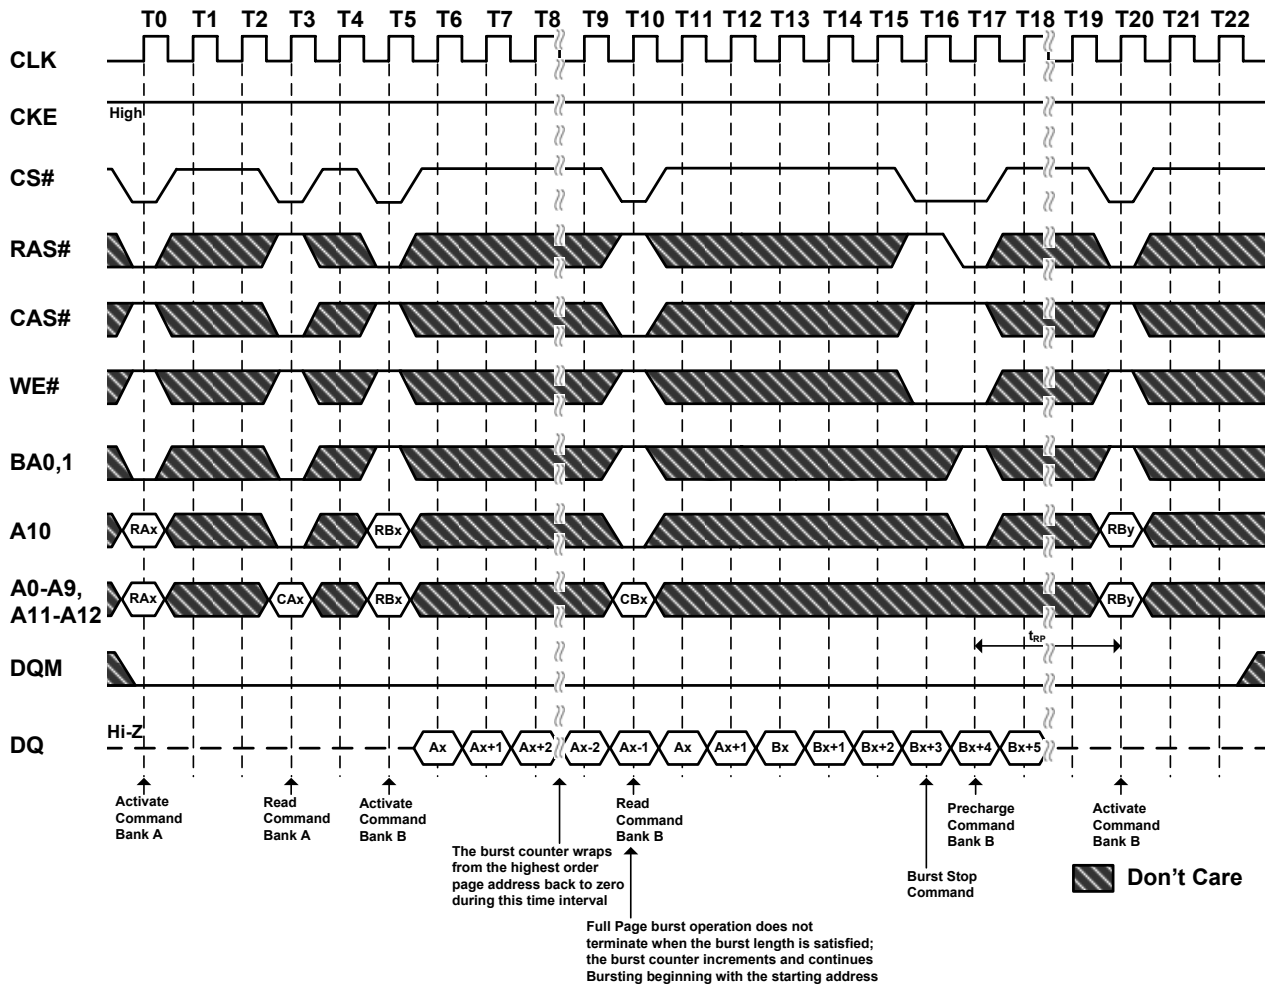 T0 T1 T2 T3 T4 T5 T6 T7 T8 T9 T10 T11 T12 T13 T14 T15 T16 T17 T18 T19 T20 T21 T22
CLK
CKE High
CS#
RAS#
CAS#
WE#
BA0,1
A10 RAx RBx RBy
A0-A9,
A11-A12 RAx CAx RBx CBx RBy
tRP
DQM
Hi-Z
DQ Ax Ax+1 Ax+2 Ax-2 Ax-1 Ax Ax+1 Bx Bx+1 Bx+2 Bx+3 Bx+4 Bx+5
Activate
Command
Bank A
Read
Command
Bank A
Activate
Command
Bank B
The burst counter wraps
from the highest order
page address back to zero
during this time interval
Read
Command
Bank B
Full Page burst operation does not
terminate when the burst length is satisfied;
the burst counter increments and continues
Bursting beginning with the starting address
Burst Stop
Command
Precharge
Command
Bank B
Activate
Command
Bank B
Don't Care